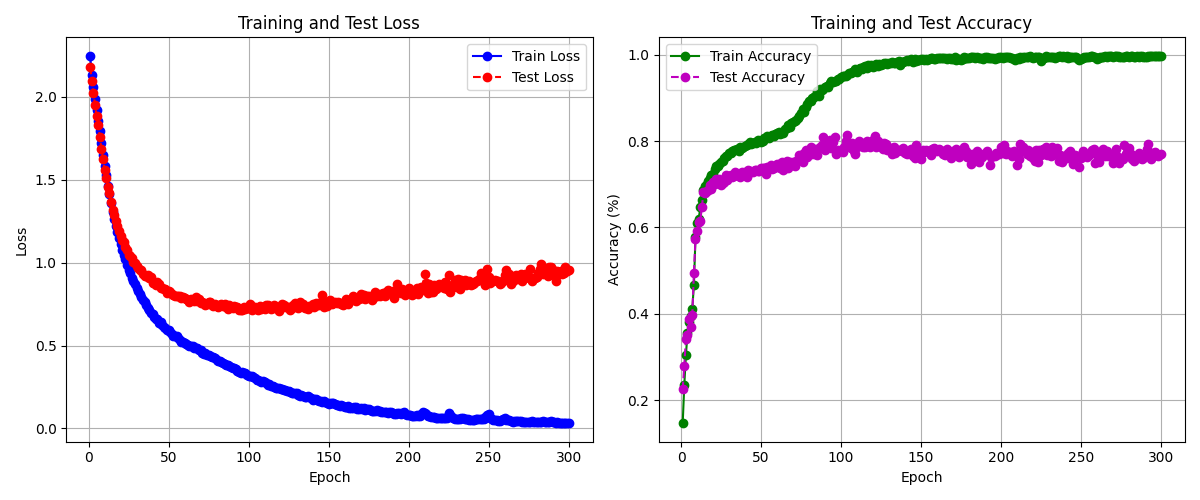 Training and Test Loss
Train Loss
Test Loss
2.0
1.5
1.0
0.5
0.0
Loss
0 50 100 150 200 250 300
Epoch
Training and Test Accuracy
Train Accuracy
Test Accuracy
1.0
0.8
0.6
0.4
0.2
Accuracy (%)
0 50 100 150 200 250 300
Epoch